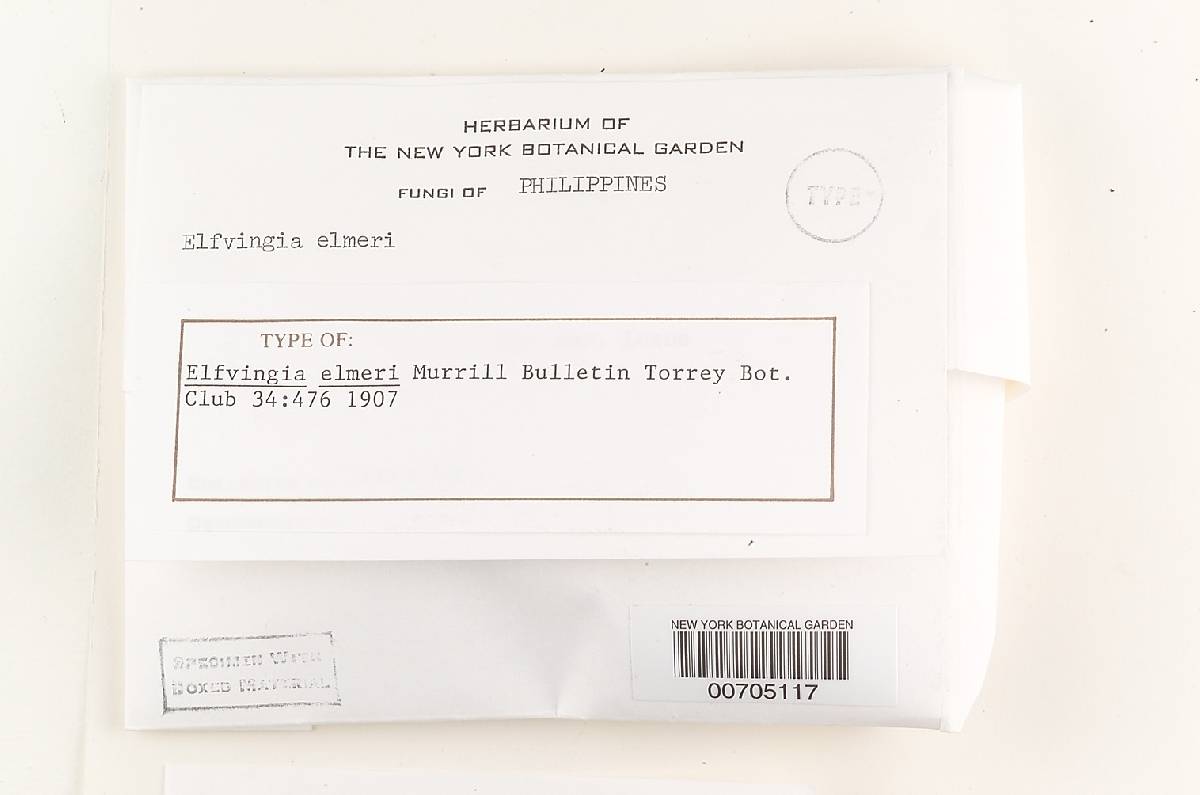 HERBARIUM OF
THE NEW YORK BOTANICAL GARDEN
FUNGI OF PHILIPPINES
TYPE
Elfvingia elmeri
TYPE OF:
Elfvingia elmeri Murrill Bulletin Torrey Bot.
Club 34:476 1907
SPECIMEN WITH
BOXED MATERIAL
NEW YORK BOTANICAL GARDEN
00705117